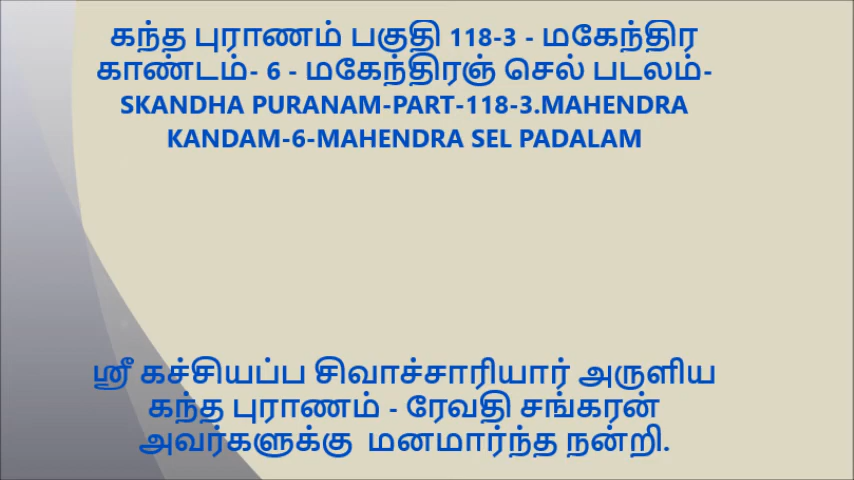 கந்த புராணம் பகுதி 118-3 - மகேந்திர
காண்டம்- 6 - மகேந்திரஞ் செல் படலம்-
SKANDHA PURANAM-PART-118-3.MAHENDRA
KANDAM-6-MAHENDRA SEL PADALAM
ஸ்ரீ கச்சியப்ப சிவாச்சாரியார் அருளிய
கந்த புராணம் - ரேவதி சங்கரன்
அவர்களுக்கு மனமார்ந்த நன்றி.